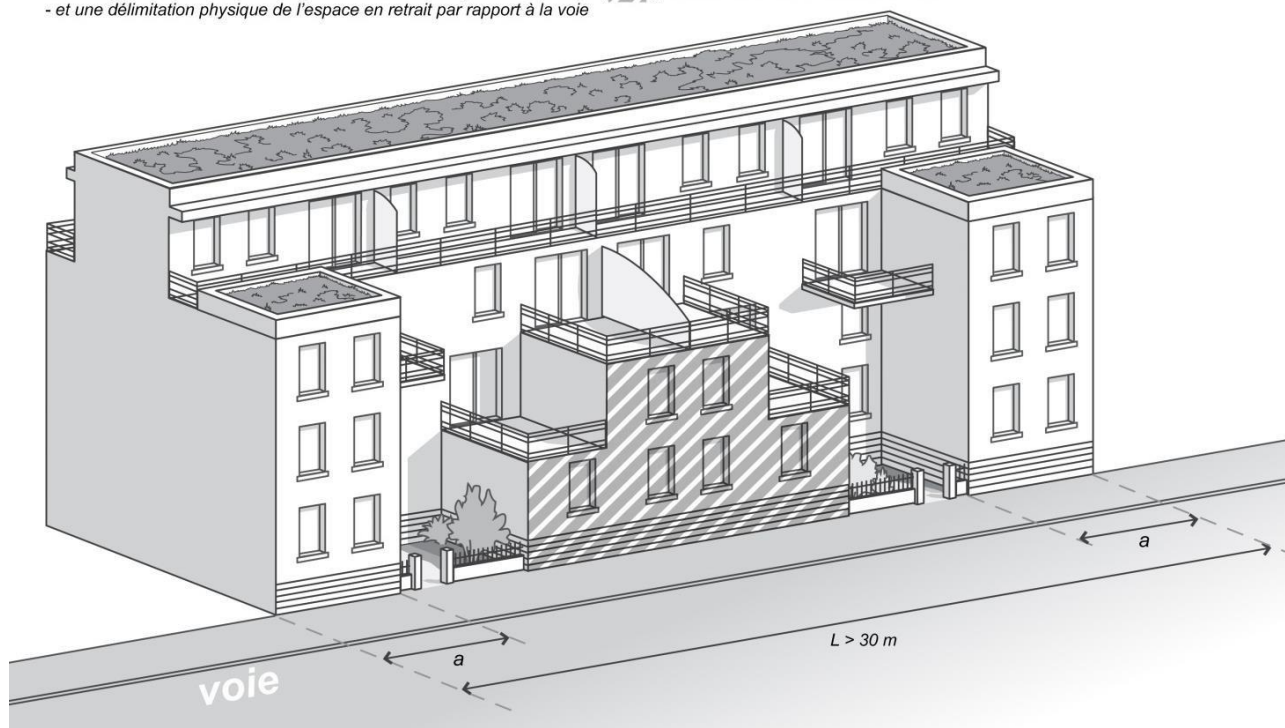 - et une délimitation physique de l'espace en retrait par rapport à la voie
a
L > 30 m
a
voie